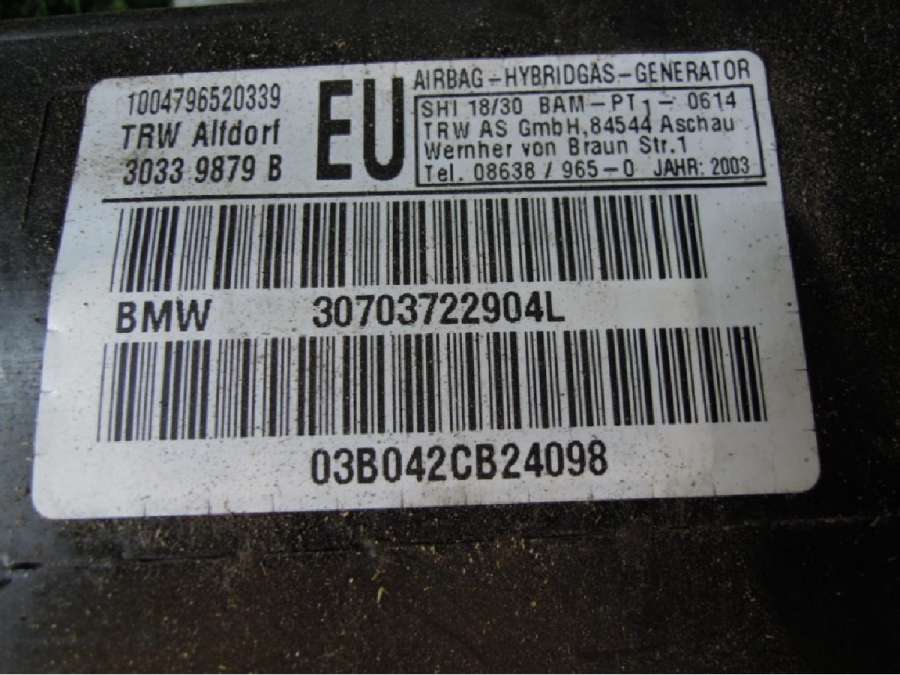 1004796520339
TRW Alfdorf
3033 9879 B
EU
AIRBAG-HYBRIDGAS-GENERATOR
SHI 18/30 BAM-PT1- 0614
TRW AS GmbH,84544 Aschau
Wernher von Braun Str.1
Tel. 08638 / 965-0 JAHR: 2003
BMW 30703722904L
03B042CB24098